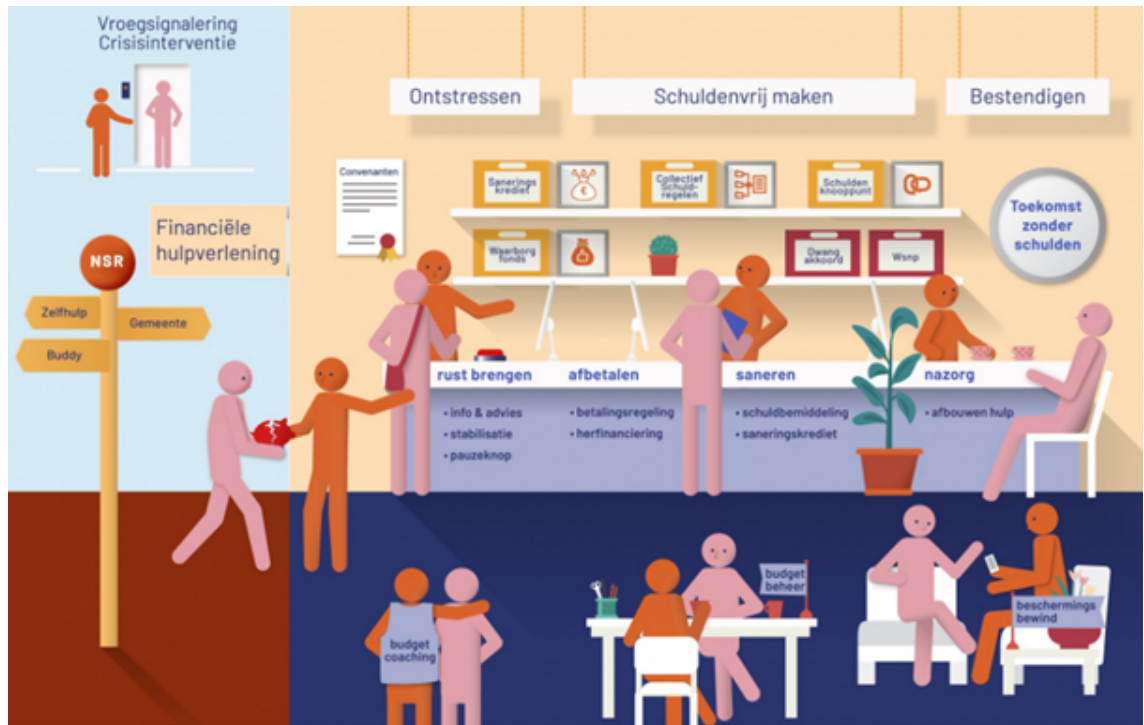 Vroegsignalering
Crisisinterventie
Ontstressen
Schuldenvrij maken
Bestendigen
Convenanten
Sanerings
krediet
€
Collectief
Schuld-
regelen
Schulden
knooppunt
Waarborg
fonds
Dwang
akkoord
Wsnp
Toekomst
zonder
schulden
Financiële
hulpverlening
NSR
Zelfhulp
Gemeente
Buddy
rust brengen
• info & advies
• stabilisatie
• pauzeknop
afbetalen
• betalingsregeling
• herfinanciering
saneren
• schuldbemiddeling
• saneringskrediet
nazorg
• afbouwen hulp
budget
coaching
budget
beheer
beschermings
bewind